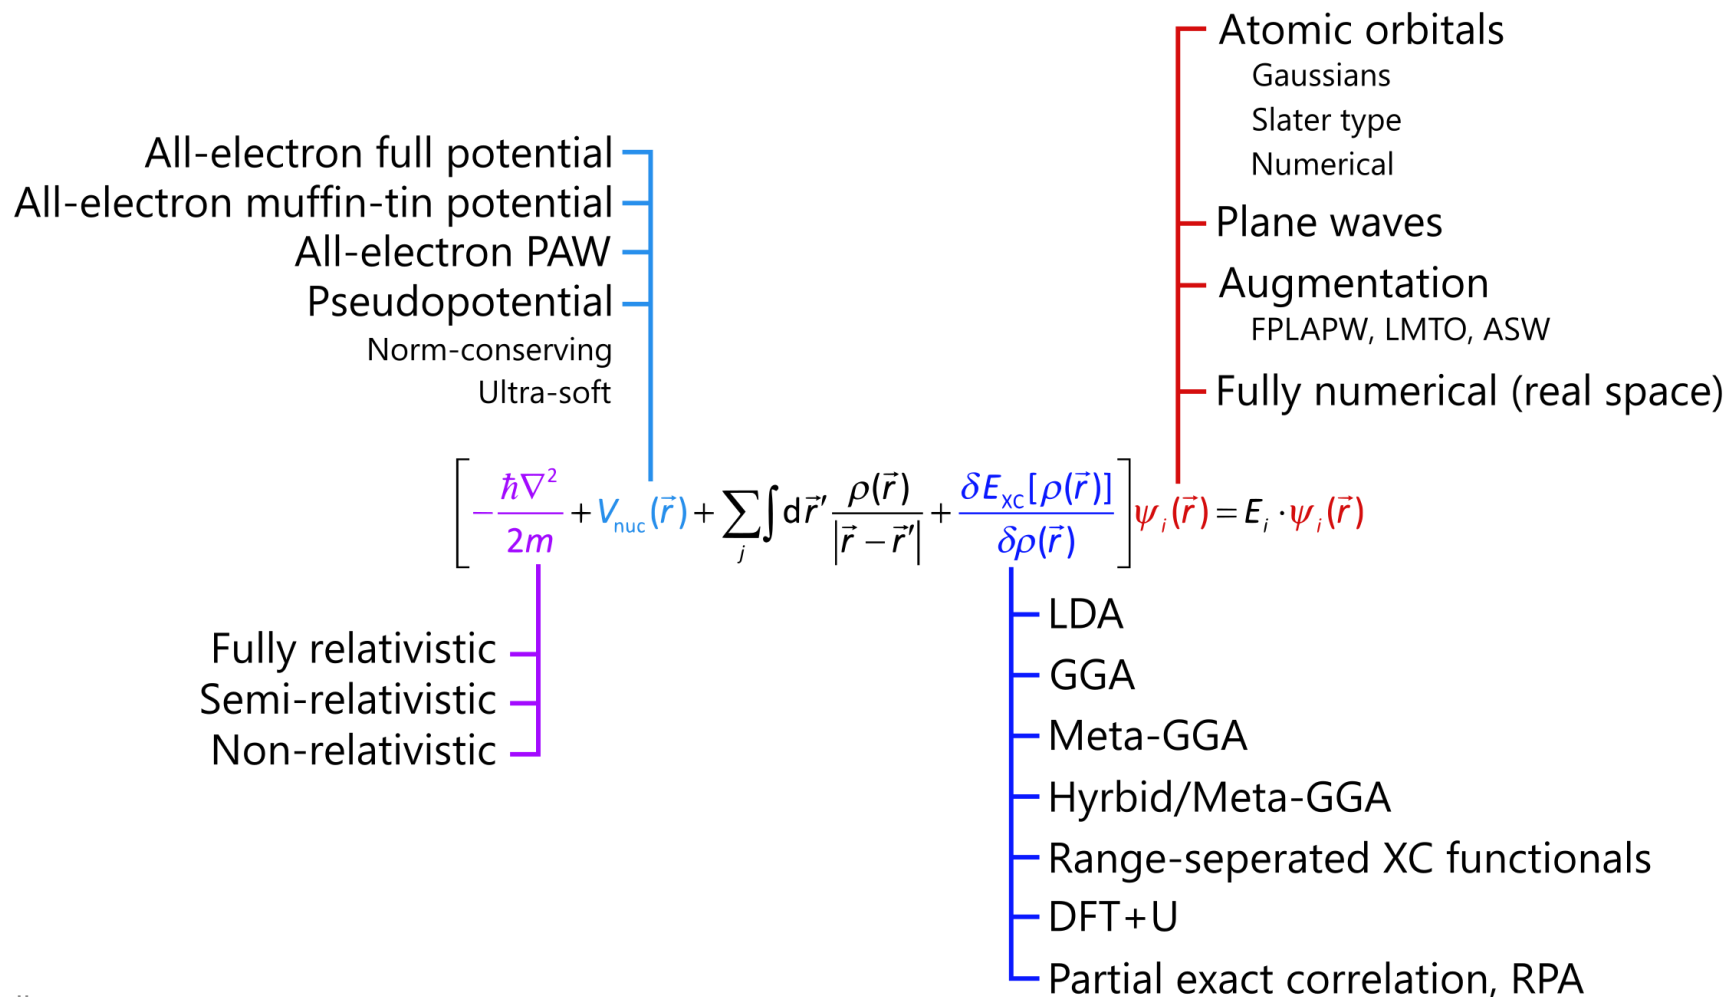 Atomic orbitals
Gaussians
Slater type
Numerical
Plane waves
Augmentation
FPLAPW, LMTO, ASW
Fully numerical (real space)
All-electron full potential
All-electron muffin-tin potential
All-electron PAW
Pseudopotential
Norm-conserving
Ultra-soft
[−ℏ∇²/2m + V_nuc(r⃗) + ∑_j ∫dr⃗′ ρ(r⃗)/|r⃗ − r⃗′| + δE_XC[ρ(r⃗)]/δρ(r⃗)] ψ_i(r⃗) = E_i · ψ_i(r⃗)
Fully relativistic
Semi-relativistic
Non-relativistic
LDA
GGA
Meta-GGA
Hyrbid/Meta-GGA
Range-seperated XC functionals
DFT+U
Partial exact correlation, RPA